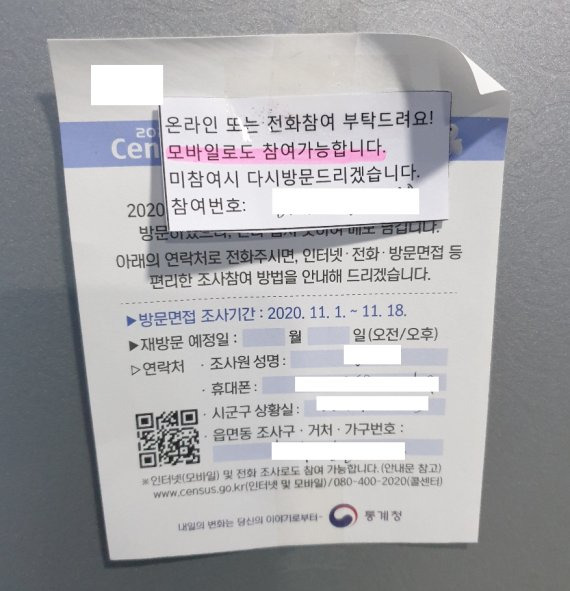 온라인 또는 전화참여 부탁드려요!
모바일로도 참여가능합니다.
미참여시 다시방문드리겠습니다.
참여번호:
20
Cen
2020
아래의 연락처로 전화주시면, 인터넷·전화·방문면접 등
편리한 조사참여 방법을 안내해 드리겠습니다.
▶방문면접 조사기간 : 2020. 11. 1. ~ 11. 18.
▶재방문 예정일 : 월 일(오전/오후)
▷연락처 · 조사원 성명 :
· 휴대폰 :
· 시군구 상황실 :
· 읍면동 조사구 · 거처 · 가구번호 :
※인터넷(모바일) 및 전화 조사로도 참여 가능합니다.(안내문 참고)
www.census.go.kr(인터넷 및 모바일)/080-400-2020(콜센터)
내일의 변화는 당신의 이야기로부터~ 통계청